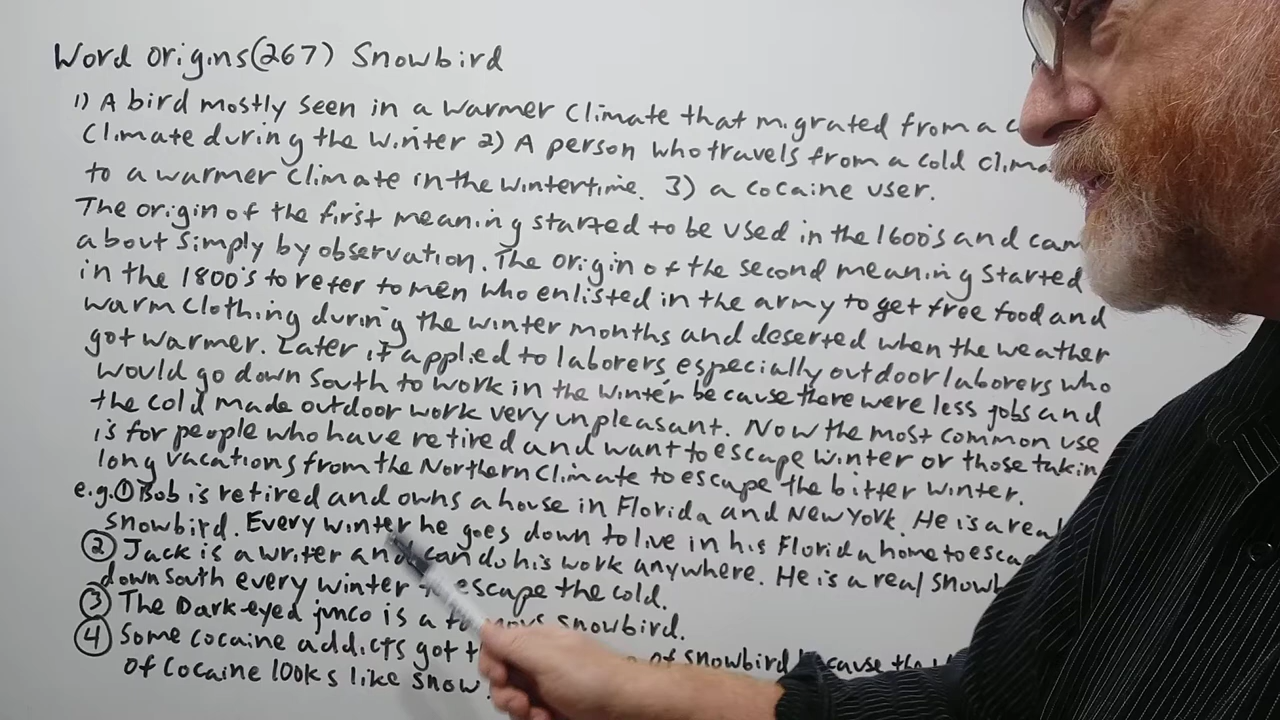 Word Origins(267) Snowbird
1) A bird mostly seen in a warmer climate that migrated from a
climate during the winter 2) A person who travels from a cold
to a warmer climate in the wintertime. 3) a cocaine user.
The origin of the first meaning started to be used in the 1600's and
about simply by observation. The origin of the second meaning started
in the 1800's to refer to men who enlisted in the army to get free food and
warm clothing during the winter months and deserted when the weather
got warmer. Later it applied to laborers especially outdoor laborers who
would go down south to work in the winter because there were less jobs and
the cold made outdoor work very unpleasant. Now the most common use
is for people who have retired and want to escape winter or those takin
long vacations from the Northern climate to escape the bitter winter.
e.g. ① Bob is retired and owns a house in Florida and New York. He is a real
snowbird. Every winter he goes down to live in his Florida home to
② Jack is a writer and can do his work anywhere. He is a real
down south every winter escape the cold.
③ The Dark-eyed junco is a snowbird.
④ Some cocaine addicts got of snowbird because the
of cocaine looks like snow.